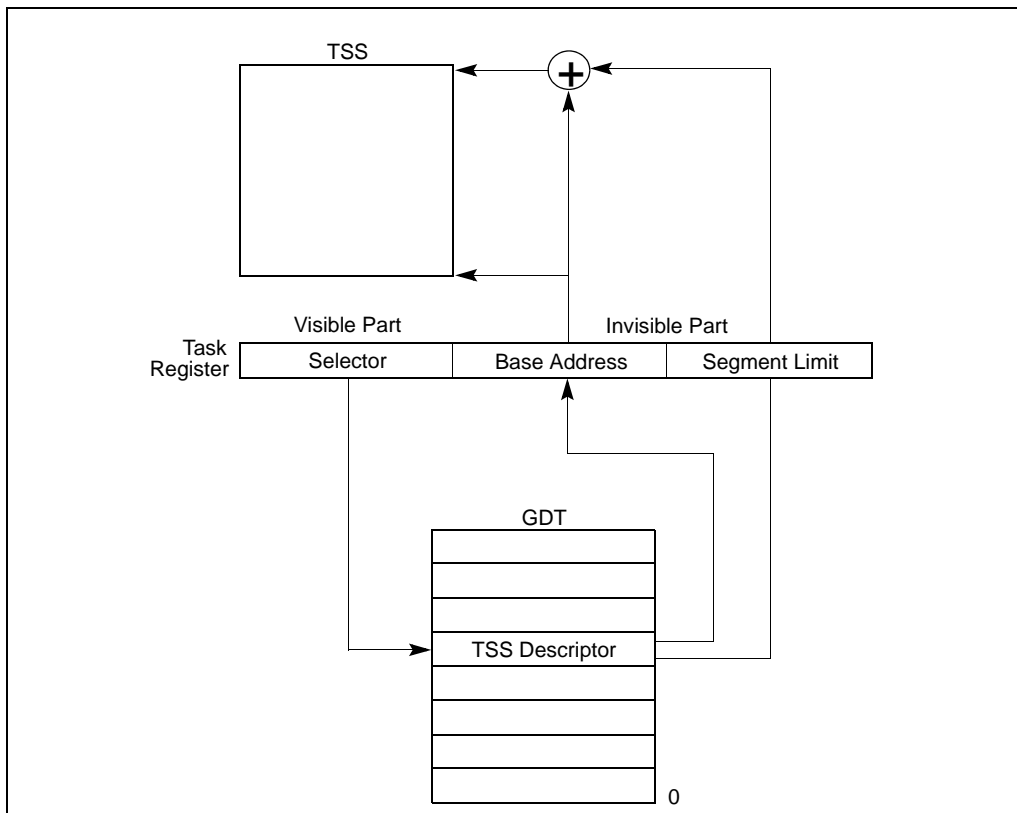 TSS
+
Visible Part
Invisible Part
Task
Register
Selector
Base Address
Segment Limit
GDT
TSS Descriptor
0